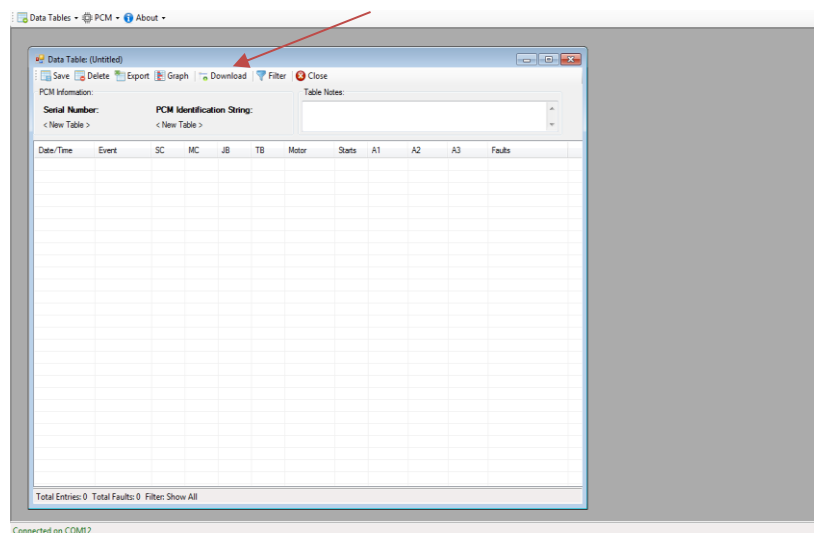 Data Tables PCM About
Data Table: (Untitled)
Save Delete Export Graph Download Filter Close
PCM Information:
Table Notes:
Serial Number: PCM Identification String:
< New Table > < New Table >
Date/Time Event SC MC JB TB Motor Starts A1 A2 A3 Faults
Total Entries: 0 Total Faults: 0 Filter: Show All
Connected on COM12